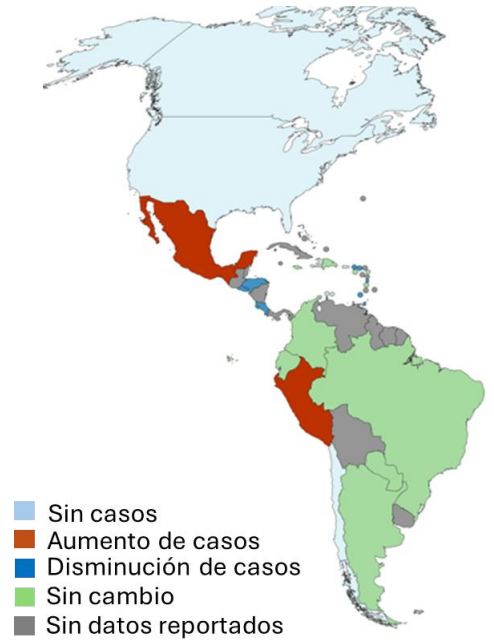 Sin casos
Aumento de casos
Disminución de casos
Sin cambio
Sin datos reportados